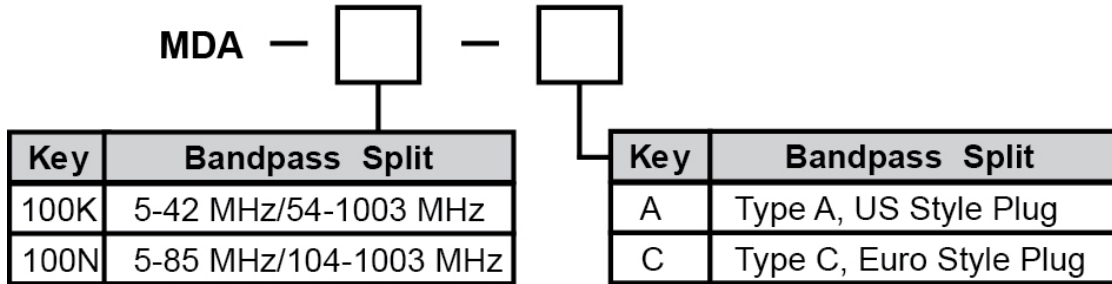 MDA — —
Key Bandpass Split
100K 5-42 MHz/54-1003 MHz
100N 5-85 MHz/104-1003 MHz
Key Bandpass Split
A Type A, US Style Plug
C Type C, Euro Style Plug